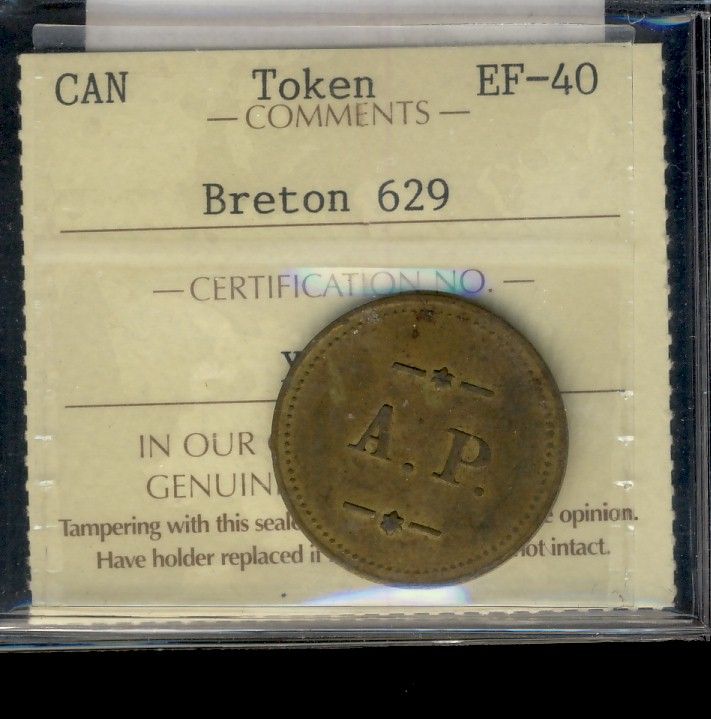 CAN Token EF-40
COMMENTS
Breton 629
CERTIFICATION NO.
A.P.
IN OUR
GENUIN
Tampering with this seale opinion.
Have holder replaced if not intact.